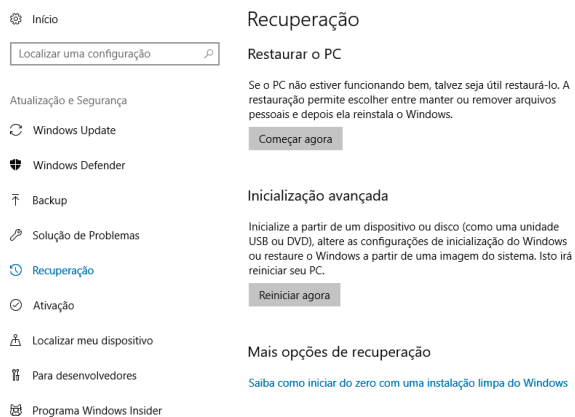 Início
Localizar uma configuração
Atualização e Segurança
Windows Update
Windows Defender
Backup
Solução de Problemas
Recuperação
Ativação
Localizar meu dispositivo
Para desenvolvedores
Programa Windows Insider
Recuperação
Restaurar o PC
Se o PC não estiver funcionando bem, talvez seja útil restaurá-lo. A
restauração permite escolher entre manter ou remover arquivos
pessoais e depois ela reinstala o Windows.
Começar agora
Inicialização avançada
Inicialize a partir de um dispositivo ou disco (como uma unidade
USB ou DVD), altere as configurações de inicialização do Windows
ou restaure o Windows a partir de uma imagem do sistema. Isto irá
reiniciar seu PC.
Reiniciar agora
Mais opções de recuperação
Saiba como iniciar do zero com uma instalação limpa do Windows